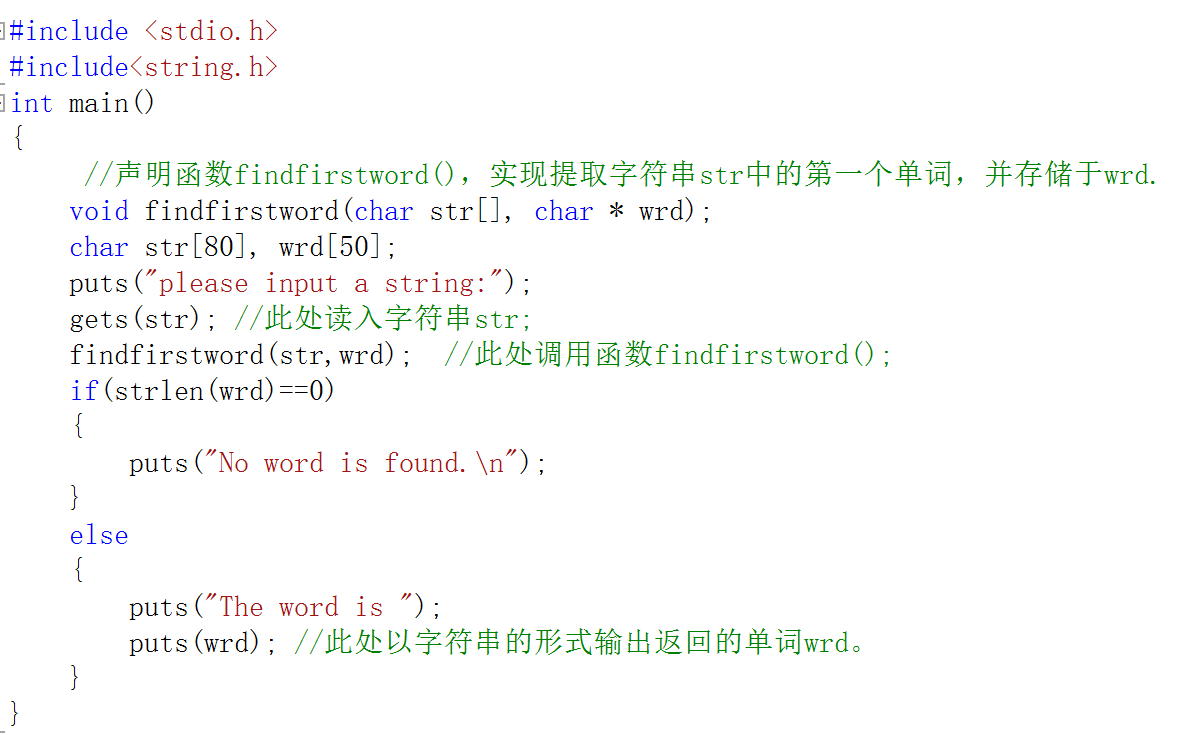 #include <stdio.h>
#include<string.h>
int main()
{
//声明函数findfirstword(), 实现提取字符串str中的第一个单词，并存储于wrd.
void findfirstword(char str[], char * wrd);
char str[80], wrd[50];
puts("please input a string:");
gets(str); //此处读入字符串str;
findfirstword(str,wrd);  //此处调用函数findfirstword();
if(strlen(wrd)==0)
{
puts("No word is found.\n");
}
else
{
puts("The word is ");
puts(wrd); //此处以字符串的形式输出返回的单词wrd。
}
}